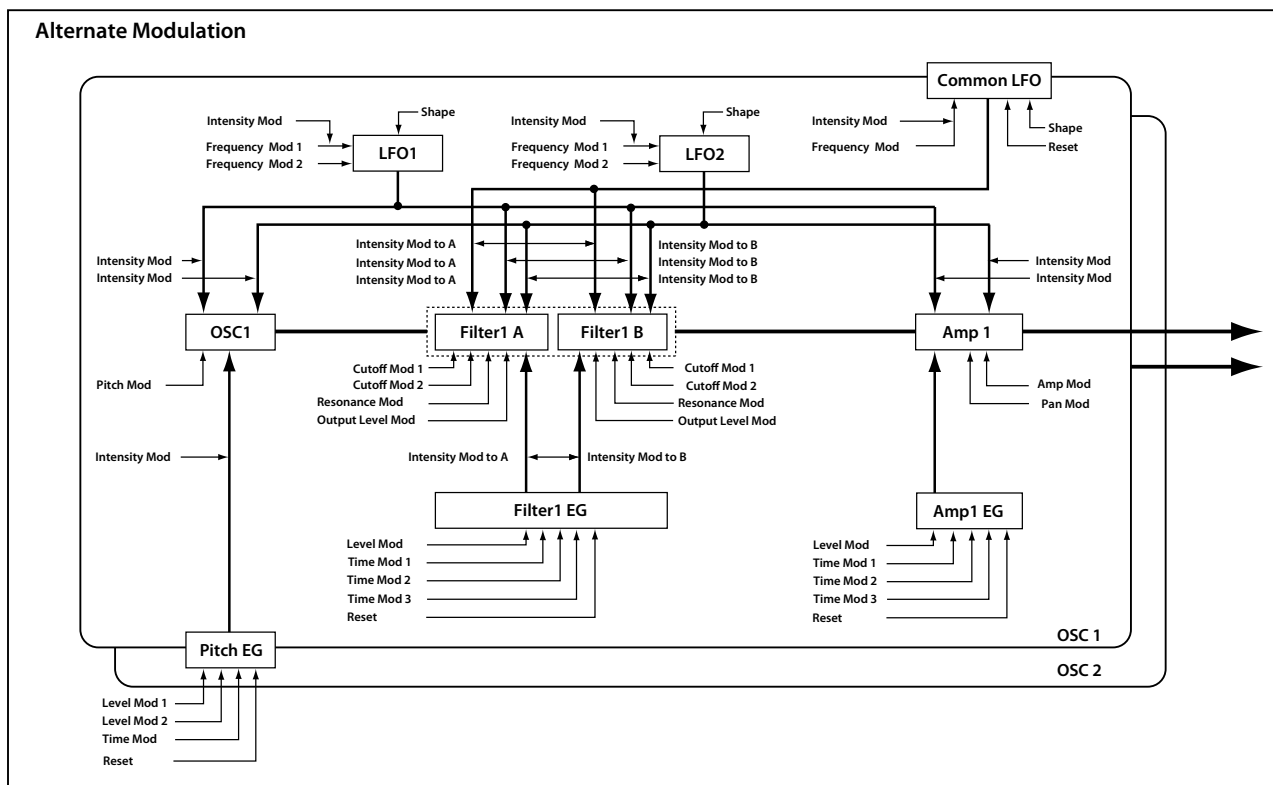 Alternate Modulation
Common LFO
Intensity Mod
Frequency Mod 1
Frequency Mod 2
Shape
LFO1
Intensity Mod
Frequency Mod 1
Frequency Mod 2
Shape
LFO2
Intensity Mod
Frequency Mod
Shape
Reset
Intensity Mod
Intensity Mod
Intensity Mod to A
Intensity Mod to A
Intensity Mod to A
Intensity Mod to B
Intensity Mod to B
Intensity Mod to B
Intensity Mod
Intensity Mod
OSC1
Filter1 A
Filter1 B
Amp 1
Pitch Mod
Cutoff Mod 1
Cutoff Mod 2
Resonance Mod
Output Level Mod
Cutoff Mod 1
Cutoff Mod 2
Resonance Mod
Output Level Mod
Amp Mod
Pan Mod
Intensity Mod
Intensity Mod to A
Intensity Mod to B
Filter1 EG
Amp1 EG
Level Mod
Time Mod 1
Time Mod 2
Time Mod 3
Reset
Level Mod
Time Mod 1
Time Mod 2
Time Mod 3
Reset
OSC 1
Pitch EG
OSC 2
Level Mod 1
Level Mod 2
Time Mod
Reset